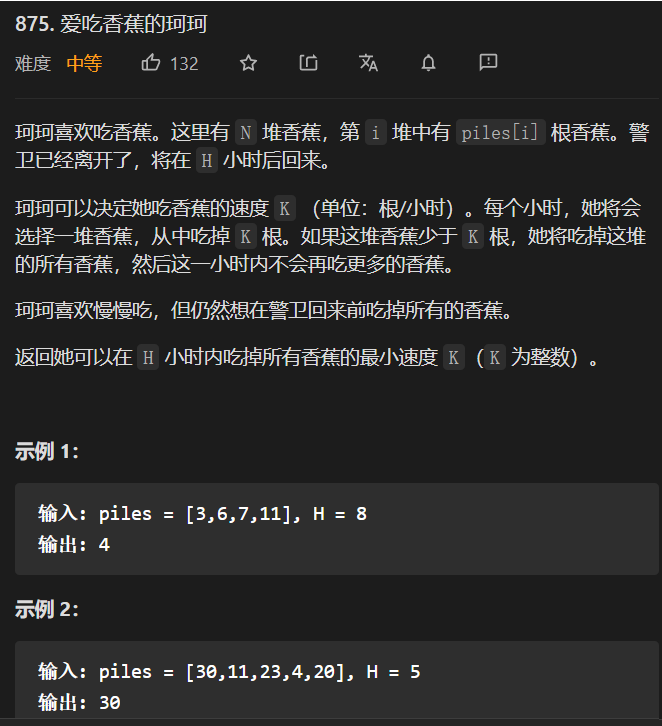 875. 爱吃香蕉的珂珂
难度 中等 132
珂珂喜欢吃香蕉。这里有 N 堆香蕉，第 i 堆中有 piles[i] 根香蕉。警
卫已经离开了，将在 H 小时后回来。
珂珂可以决定她吃香蕉的速度 K （单位：根/小时）。每个小时，她将会
选择一堆香蕉，从中吃掉 K 根。如果这堆香蕉少于 K 根，她将吃掉这堆
的所有香蕉，然后这一小时内不会再吃更多的香蕉。
珂珂喜欢慢慢吃，但仍然想在警卫回来前吃掉所有的香蕉。
返回她可以在 H 小时内吃掉所有香蕉的最小速度 K（K 为整数）。
示例 1：
输入: piles = [3,6,7,11], H = 8
输出: 4
示例 2：
输入: piles = [30,11,23,4,20], H = 5
输出: 30